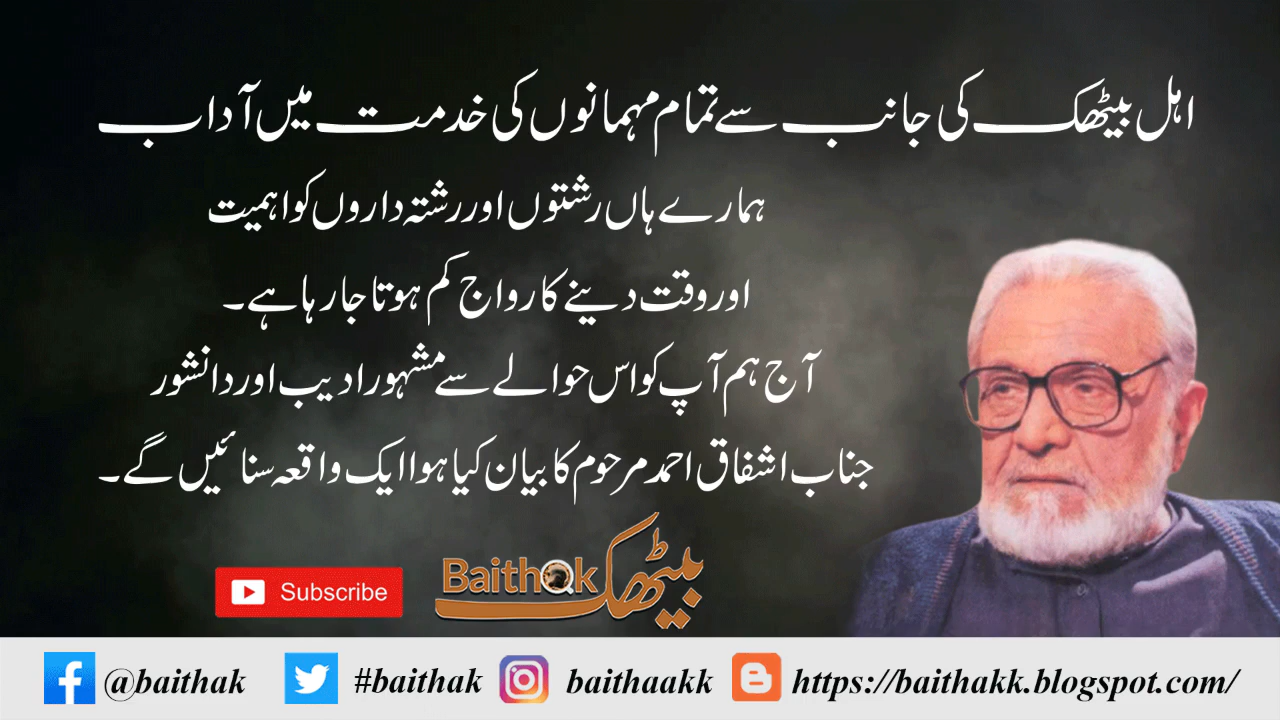 اہل بیٹھک کی جانب سے تمام مہمانوں کی خدمت میں آداب
ہمارے ہاں رشتوں اور رشتہ داروں کو اہمیت
اور وقت دینے کا رواج کم ہوتا جا رہا ہے۔
آج ہم آپ کو اس حوالے سے مشہور ادیب اور دانشور
جناب اشفاق احمد مرحوم کا بیان کیا ہوا ایک واقعہ سنائیں گے۔
Subscribe
Baithak بیٹھک
@baithak #baithak baithaakk https://baithakk.blogspot.com/